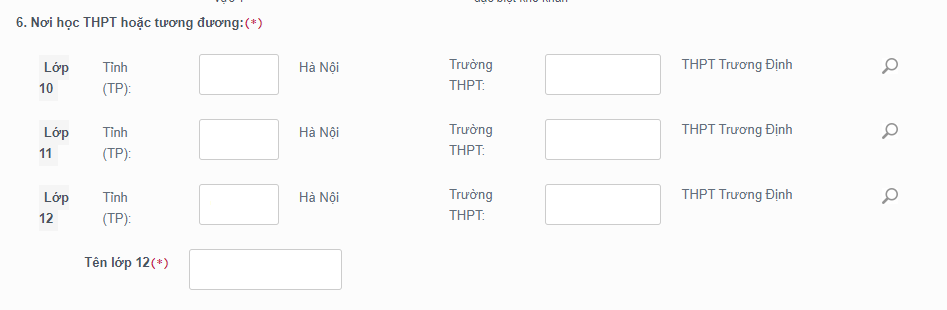 6. Nơi học THPT hoặc tương đương:(*)
Lớp 10 Tỉnh (TP): Hà Nội Trường THPT: THPT Trương Định
Lớp 11 Tỉnh (TP): Hà Nội Trường THPT: THPT Trương Định
Lớp 12 Tỉnh (TP): Hà Nội Trường THPT: THPT Trương Định
Tên lớp 12(*)